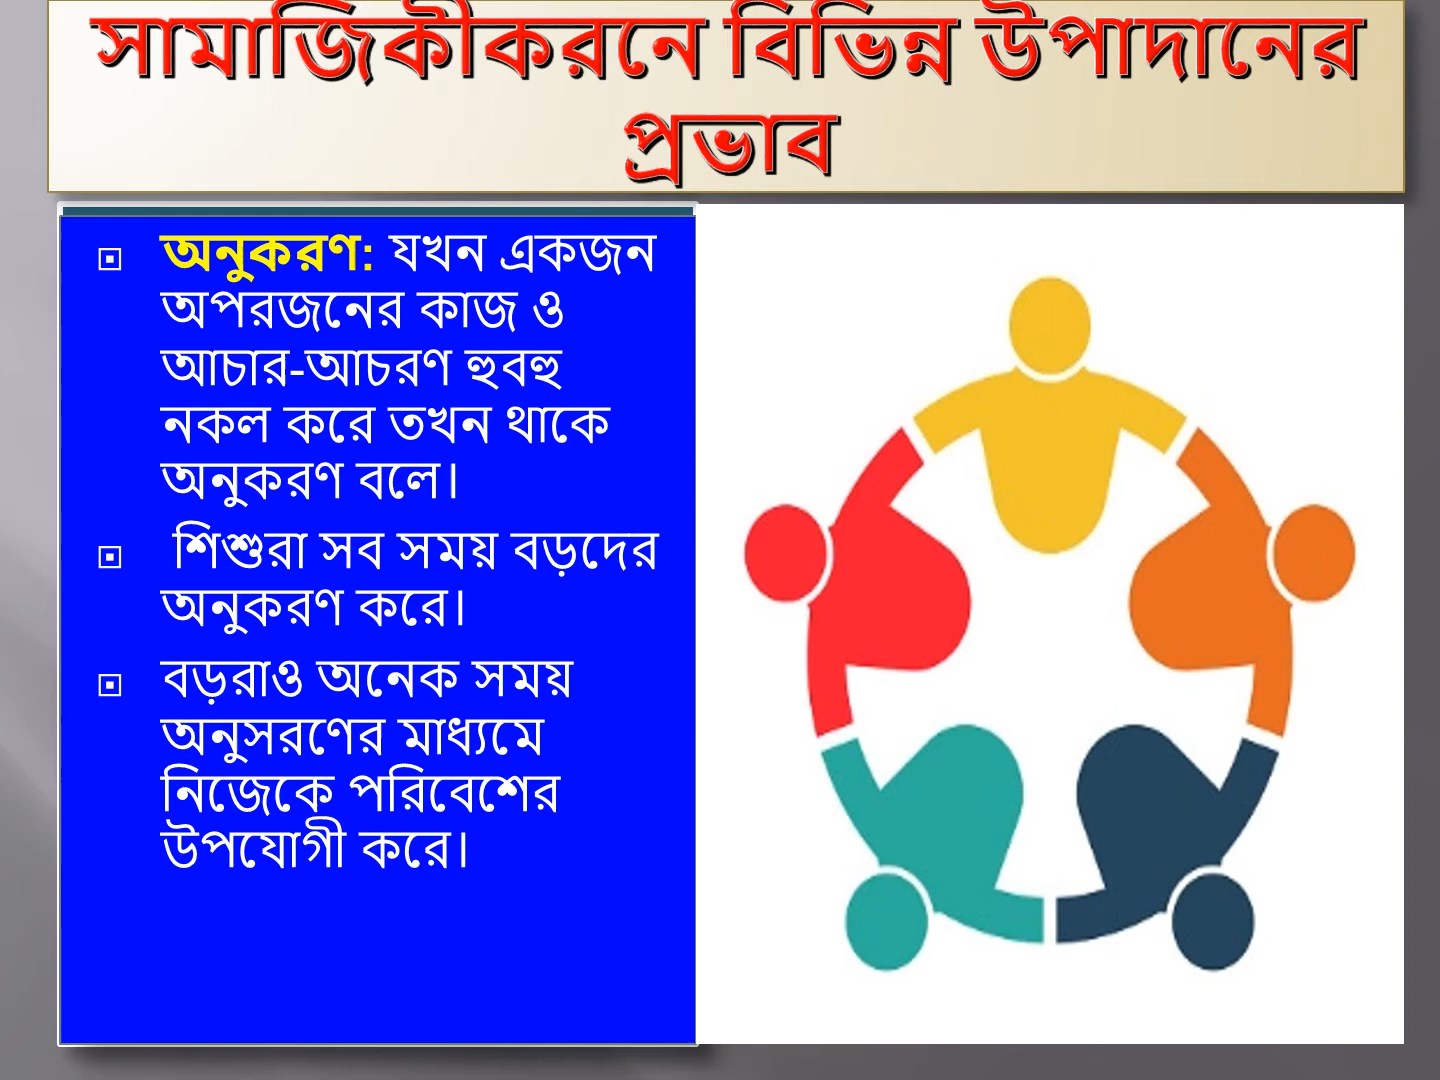 সামাজিকীকরনে বিভিন্ন উপাদানের
প্রভাব
অনুকরণ: যখন একজন
অপরজনের কাজ ও
আচার-আচরণ হুবহু
নকল করে তখন থাকে
অনুকরণ বলে।
শিশুরা সব সময় বড়দের
অনুকরণ করে।
বড়রাও অনেক সময়
অনুসরণের মাধ্যমে
নিজেকে পরিবেশের
উপযোগী করে।